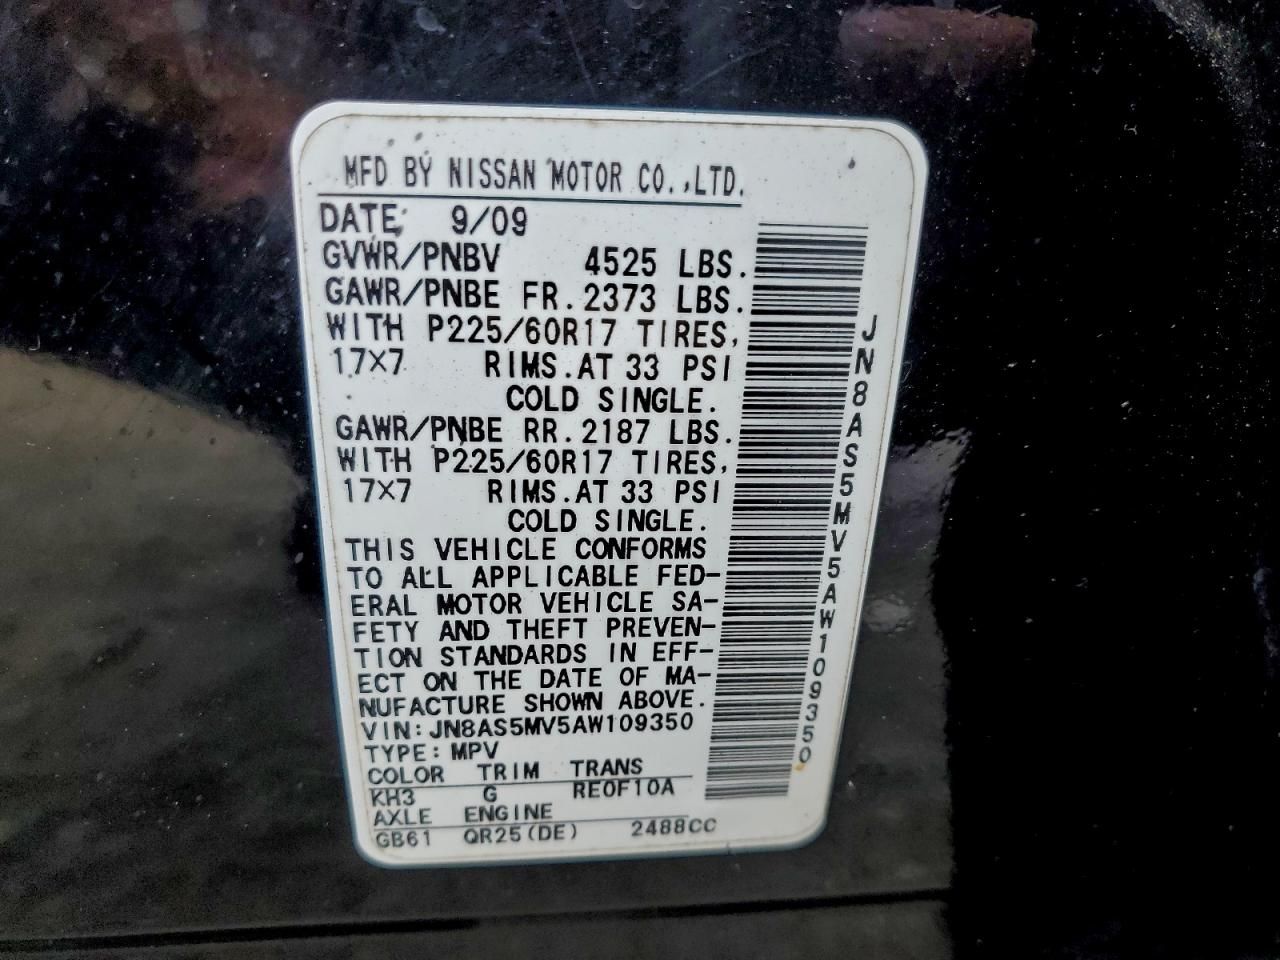 MFD BY NISSAN MOTOR CO.,LTD.
DATE: 9/09
GVWR/PNBV 4525 LBS.
GAWR/PNBE FR.2373 LBS.
WITH P225/60R17 TIRES,
17X7 RIMS.AT 33 PSI
COLD SINGLE.
GAWR/PNBE RR.2187 LBS.
WITH P225/60R17 TIRES,
17X7 RIMS.AT 33 PSI
COLD SINGLE.
THIS VEHICLE CONFORMS
TO ALL APPLICABLE FED-
ERAL MOTOR VEHICLE SA-
FETY AND THEFT PREVEN-
TION STANDARDS IN EFF-
ECT ON THE DATE OF MA-
NUFACTURE SHOWN ABOVE.
VIN:JN8AS5MV5AW109350
TYPE:MPV
COLOR TRIM TRANS
KH3 G RE0F10A
AXLE ENGINE
GB61 QR25(DE) 2488CC
JN8AS5MV5AW109350